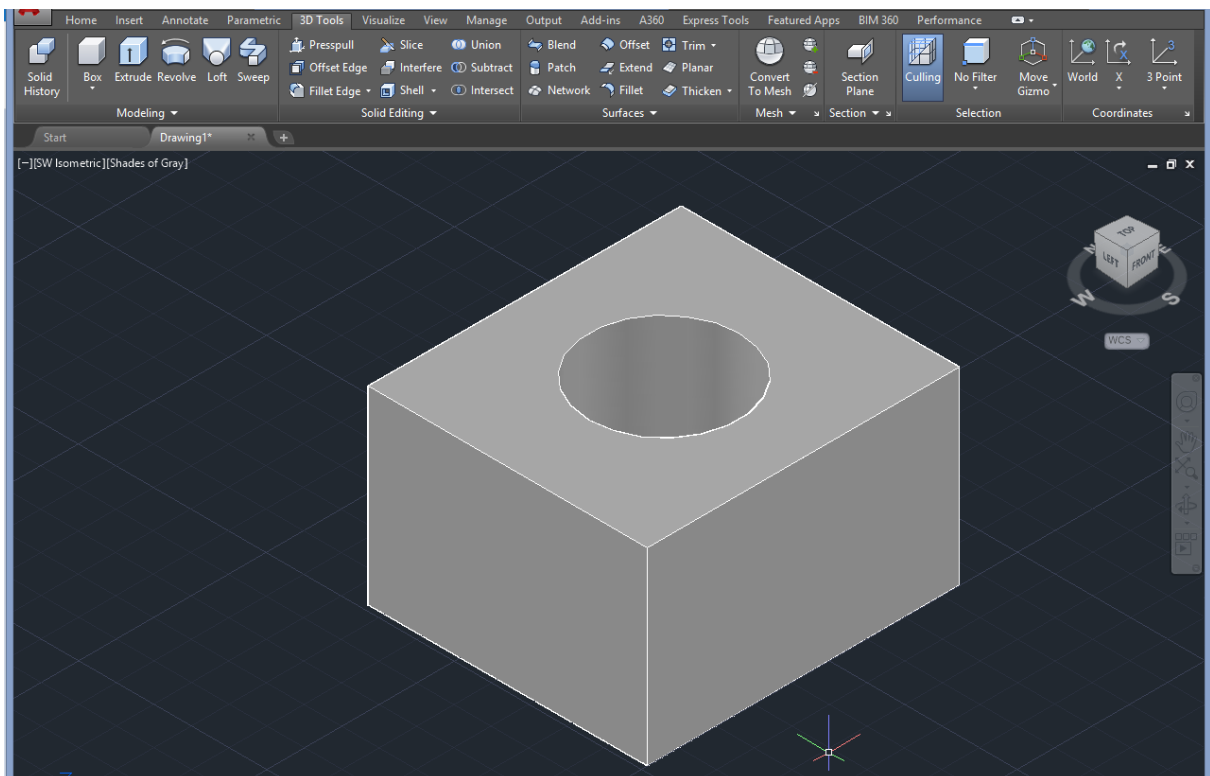 Home Insert Annotate Parametric 3D Tools Visualize View Manage Output Add-ins A360 Express Tools Featured Apps BIM 360 Performance
Presspull Slice Union Blend Offset Trim
Offset Edge Interfere Subtract Patch Extend Planar
Fillet Edge Shell Intersect Network Fillet Thicken
Solid History
Box
Extrude
Revolve
Loft
Sweep
Convert To Mesh
Section Plane
Culling
No Filter
Move Gizmo
World
X
3 Point
Modeling Solid Editing Surfaces Mesh Section Selection Coordinates
Start Drawing1* +
[−][SW Isometric][Shades of Gray]
TOP
LEFT FRONT
N E
W S
WCS